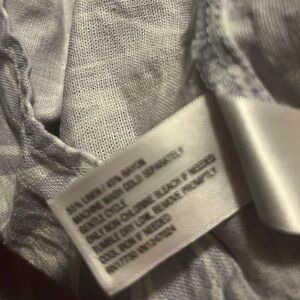 55% LINEN / 45% RAYON
MACHINE WASH COLD SEPARATELY
GENTLE CYCLE
ONLY NON-CHLORINE BLEACH IF NEEDED
TUMBLE DRY LOW. REMOVE PROMPTLY
COOL IRON IF NEEDED